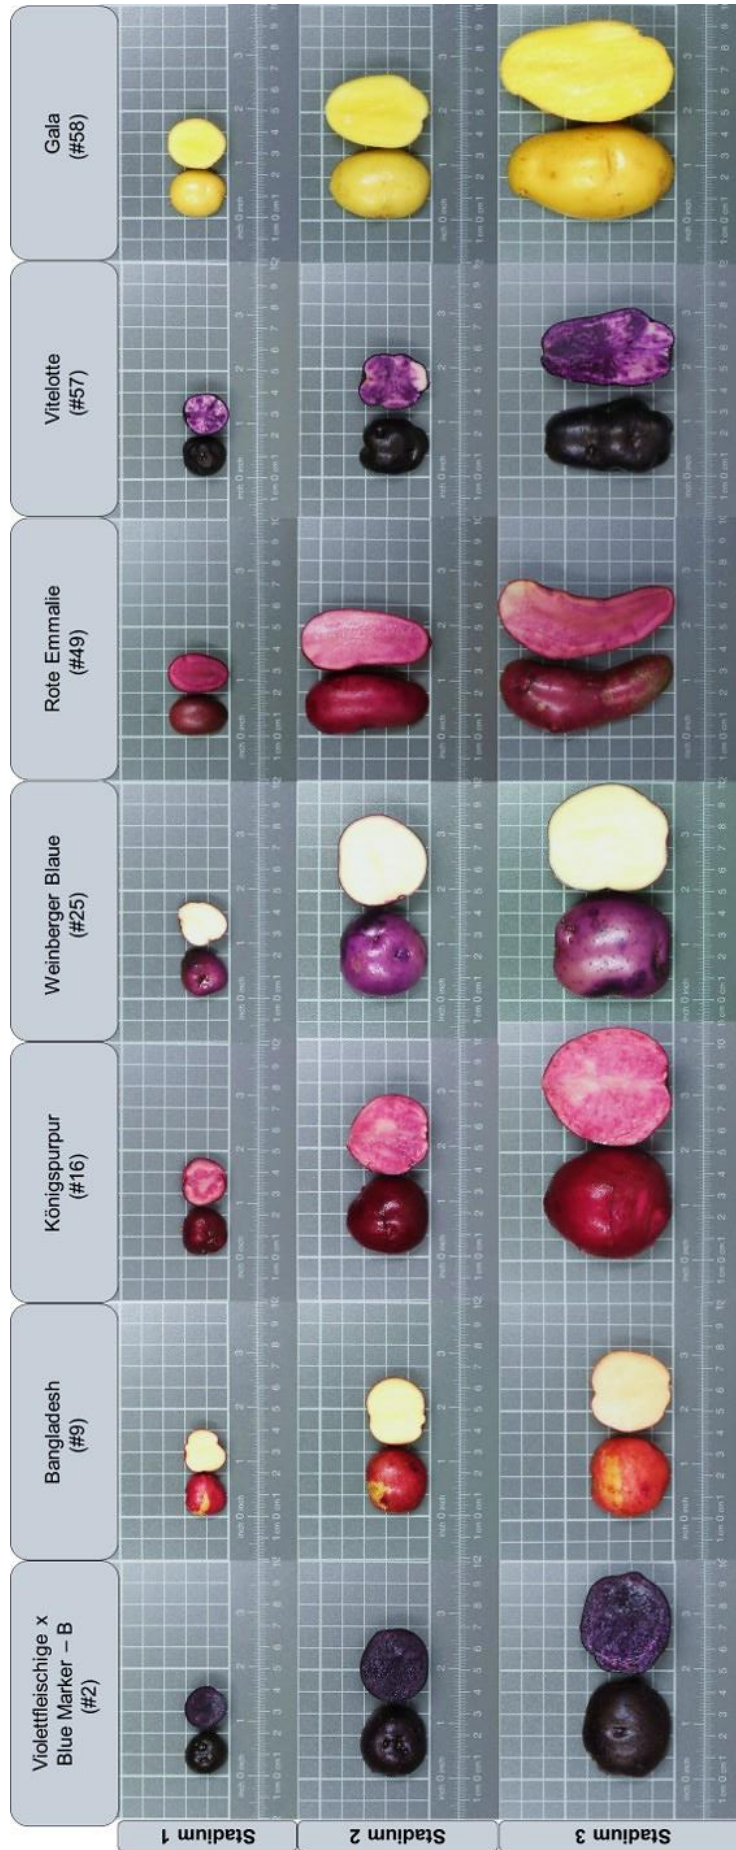 Violettfleischige x
Blue Marker – B
(#2)
Bangladesh
(#9)
Königspurpur
(#16)
Weinberger Blaue
(#25)
Rote Emmalie
(#49)
Vitelotte
(#57)
Gala
(#58)
Stadium 1
Stadium 2
Stadium 3